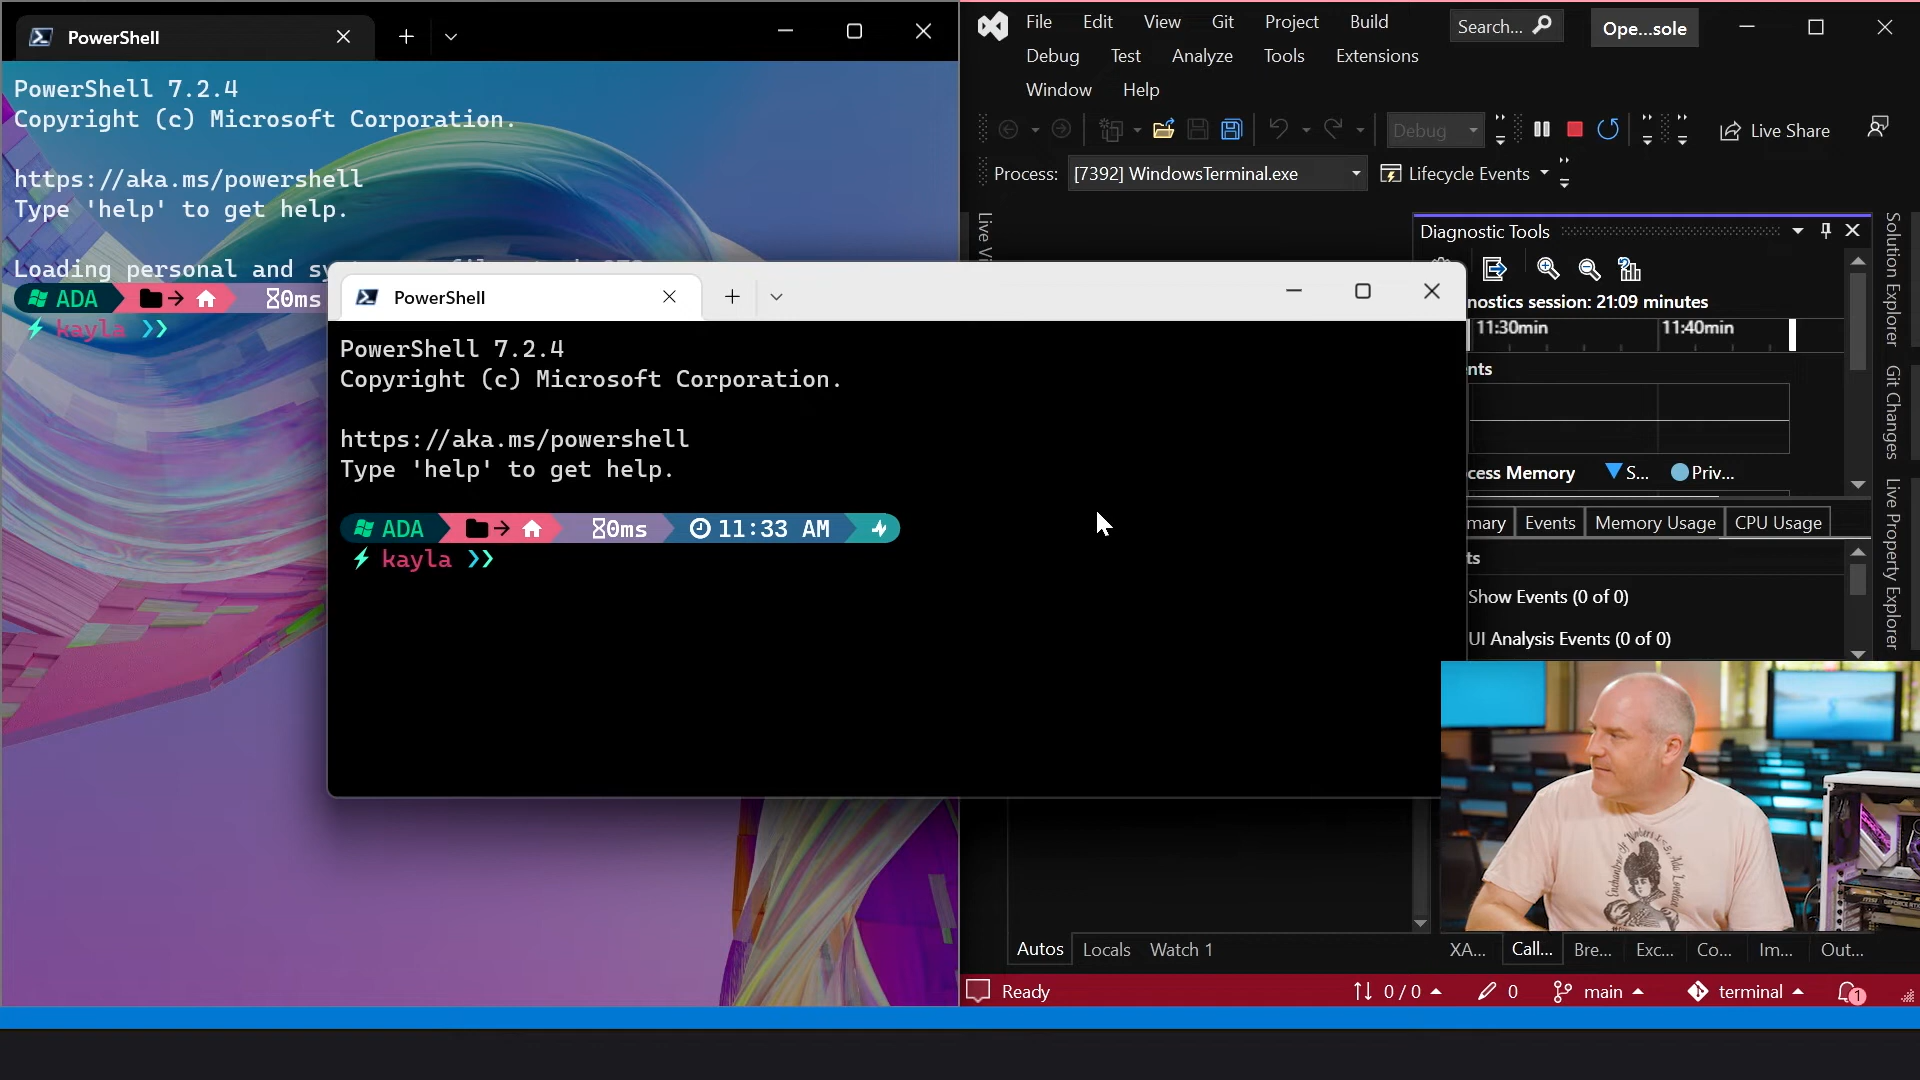 PowerShell
PowerShell 7.2.4
Copyright (c) Microsoft Corporation.
https://aka.ms/powershell
Type 'help' to get help.
Loading personal and sy
ADA
0ms
kayla
PowerShell
PowerShell 7.2.4
Copyright (c) Microsoft Corporation.
https://aka.ms/powershell
Type 'help' to get help.
ADA 0ms 11:33 AM
kayla
File Edit View Git Project Build
Search... Ope...sole
Debug Test Analyze Tools Extensions
Window Help
Debug
Live Share
Process: [7392] WindowsTerminal.exe Lifecycle Events
Diagnostic Tools
nostics session: 21:09 minutes
11:30min 11:40min
nts
cess Memory S... Priv...
mary Events Memory Usage CPU Usage
ts
Show Events (0 of 0)
UI Analysis Events (0 of 0)
Solution Explorer
Git Changes
Live Property Explorer
Autos Locals Watch 1
XA... Call... Bre... Exc... Co... Im... Out...
Ready 0 / 0 0 main terminal 1